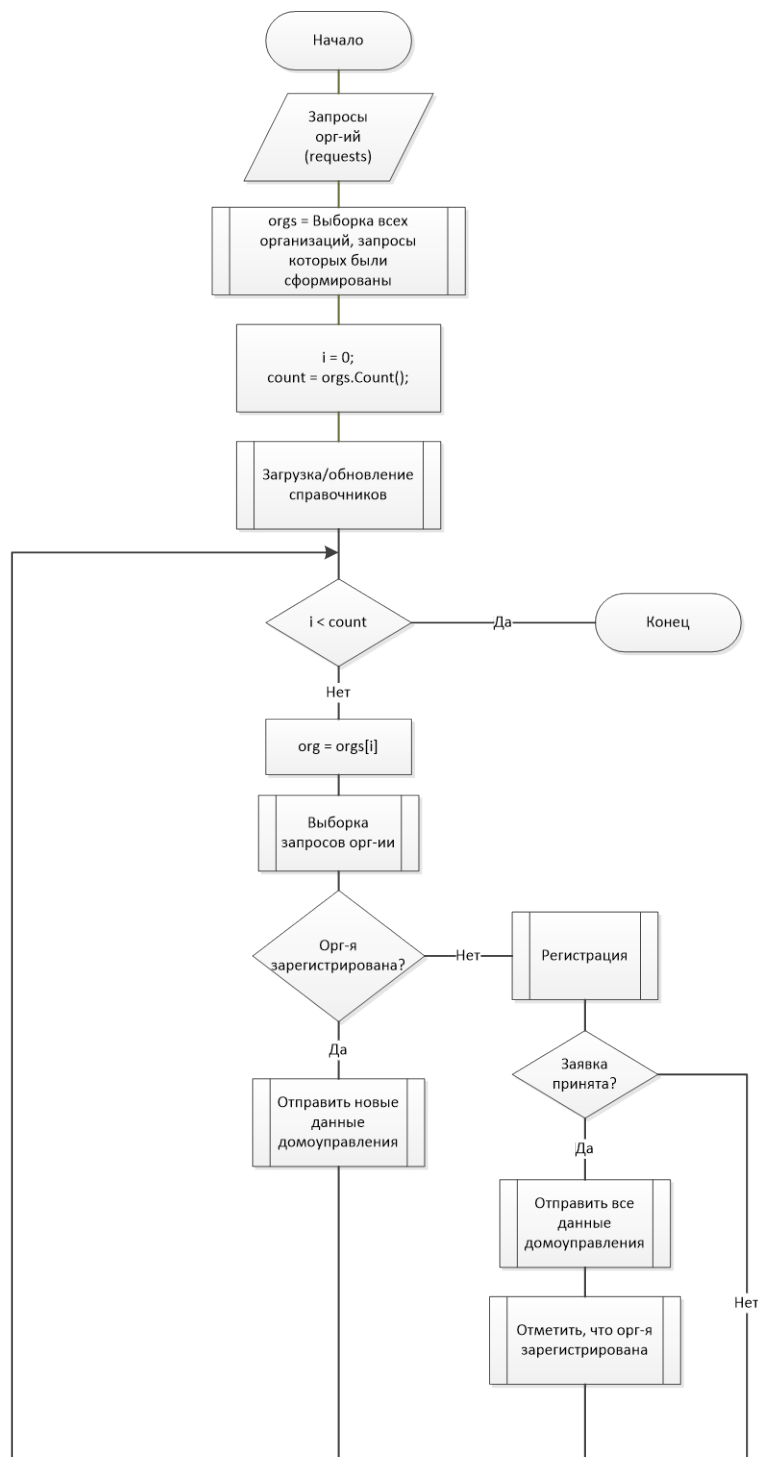 Начало
Запросы
орг-ий
(requests)
orgs = Выборка всех
организаций, запросы
которых были
сформированы
i = 0;
count = orgs.Count();
Загрузка/обновление
справочников
i < count
Да
Конец
Нет
org = orgs[i]
Выборка
запросов орг-ии
Орг-я
зарегистрирована?
Нет
Регистрация
Да
Заявка
принята?
Отправить новые
данные
домоуправления
Да
Отправить все
данные
домоуправления
Нет
Отметить, что орг-я
зарегистрирована